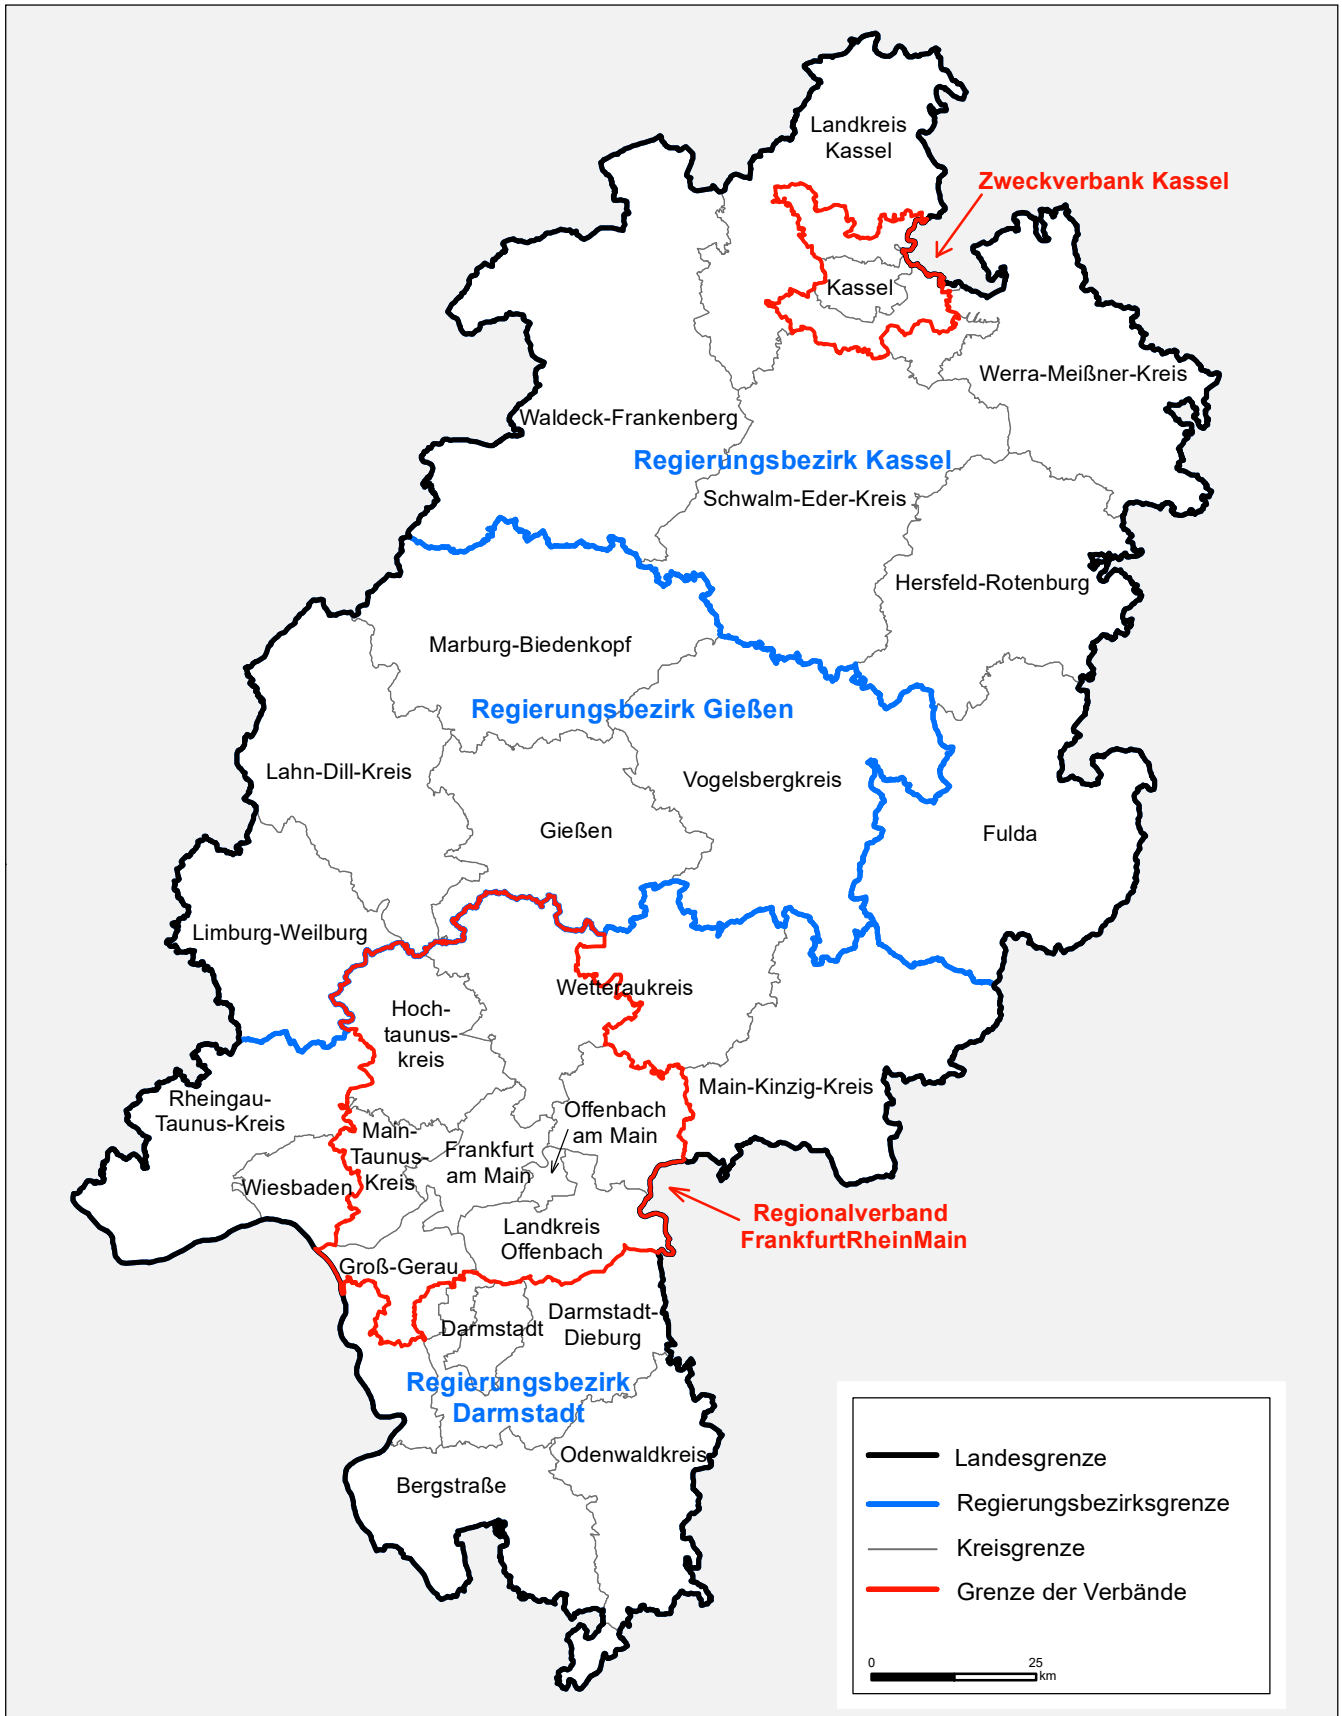 Landkreis
Kassel
Zweckverbank Kassel
Kassel
Werra-Meißner-Kreis
Waldeck-Frankenberg
Regierungsbezirk Kassel
Schwalm-Eder-Kreis
Hersfeld-Rotenburg
Marburg-Biedenkopf
Regierungsbezirk Gießen
Lahn-Dill-Kreis
Vogelsbergkreis
Gießen
Fulda
Limburg-Weilburg
Wetteraukreis
Hoch-
taunus-
kreis
Main-Kinzig-Kreis
Rheingau-
Taunus-Kreis
Offenbach
am Main
Main-
Taunus-
Kreis
Frankfurt
am Main
Wiesbaden
Regionalverband
FrankfurtRheinMain
Landkreis
Offenbach
Groß-Gerau
Darmstadt-
Dieburg
Darmstadt
Regierungsbezirk
Darmstadt
Odenwaldkreis
Bergstraße
Landesgrenze
Regierungsbezirksgrenze
Kreisgrenze
Grenze der Verbände
0 25
km